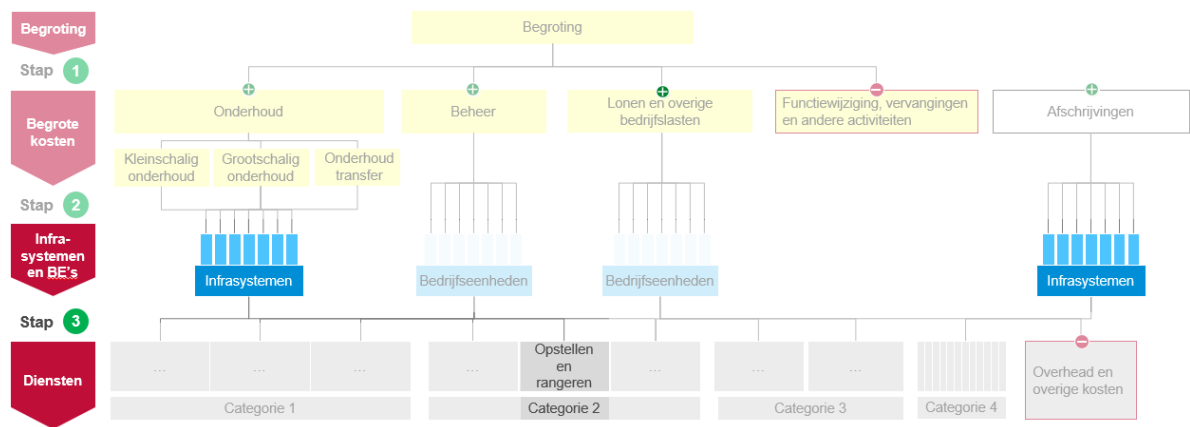 Begroting
Begroting
Stap 1
Begrote
kosten
Onderhoud
Beheer
Lonen en overige
bedrijfslasten
Functiewijziging, vervangingen
en andere activiteiten
Afschrijvingen
Kleinschalig
onderhoud
Grootschalig
onderhoud
Onderhoud
transfer
Stap 2
Infra-
systemen
en BE's
Infrasystemen
Bedrijfseenheden
Bedrijfseenheden
Infrasystemen
Stap 3
Diensten
...
...
...
...
Opstellen
en
rangeren
...
...
...
Overhead en
overige kosten
Categorie 1
Categorie 2
Categorie 3
Categorie 4